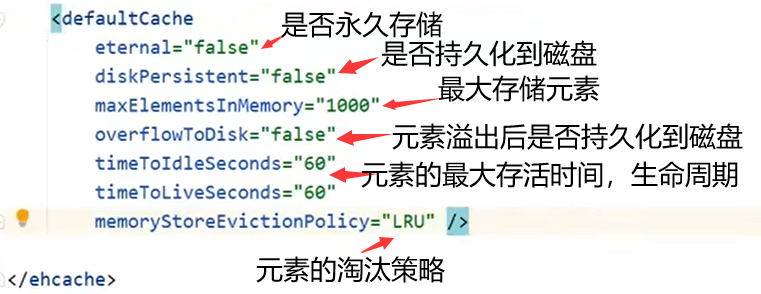 <defaultCache
是否永久存储
eternal="false"
是否持久化到磁盘
diskPersistent="false"
最大存储元素
maxElementsInMemory="1000"
overflowToDisk="false"
元素溢出后是否持久化到磁盘
timeToIdleSeconds="60"
元素的最大存活时间，生命周期
timeToLiveSeconds="60"
memoryStoreEvictionPolicy="LRU" />
元素的淘汰策略
</ehcache>